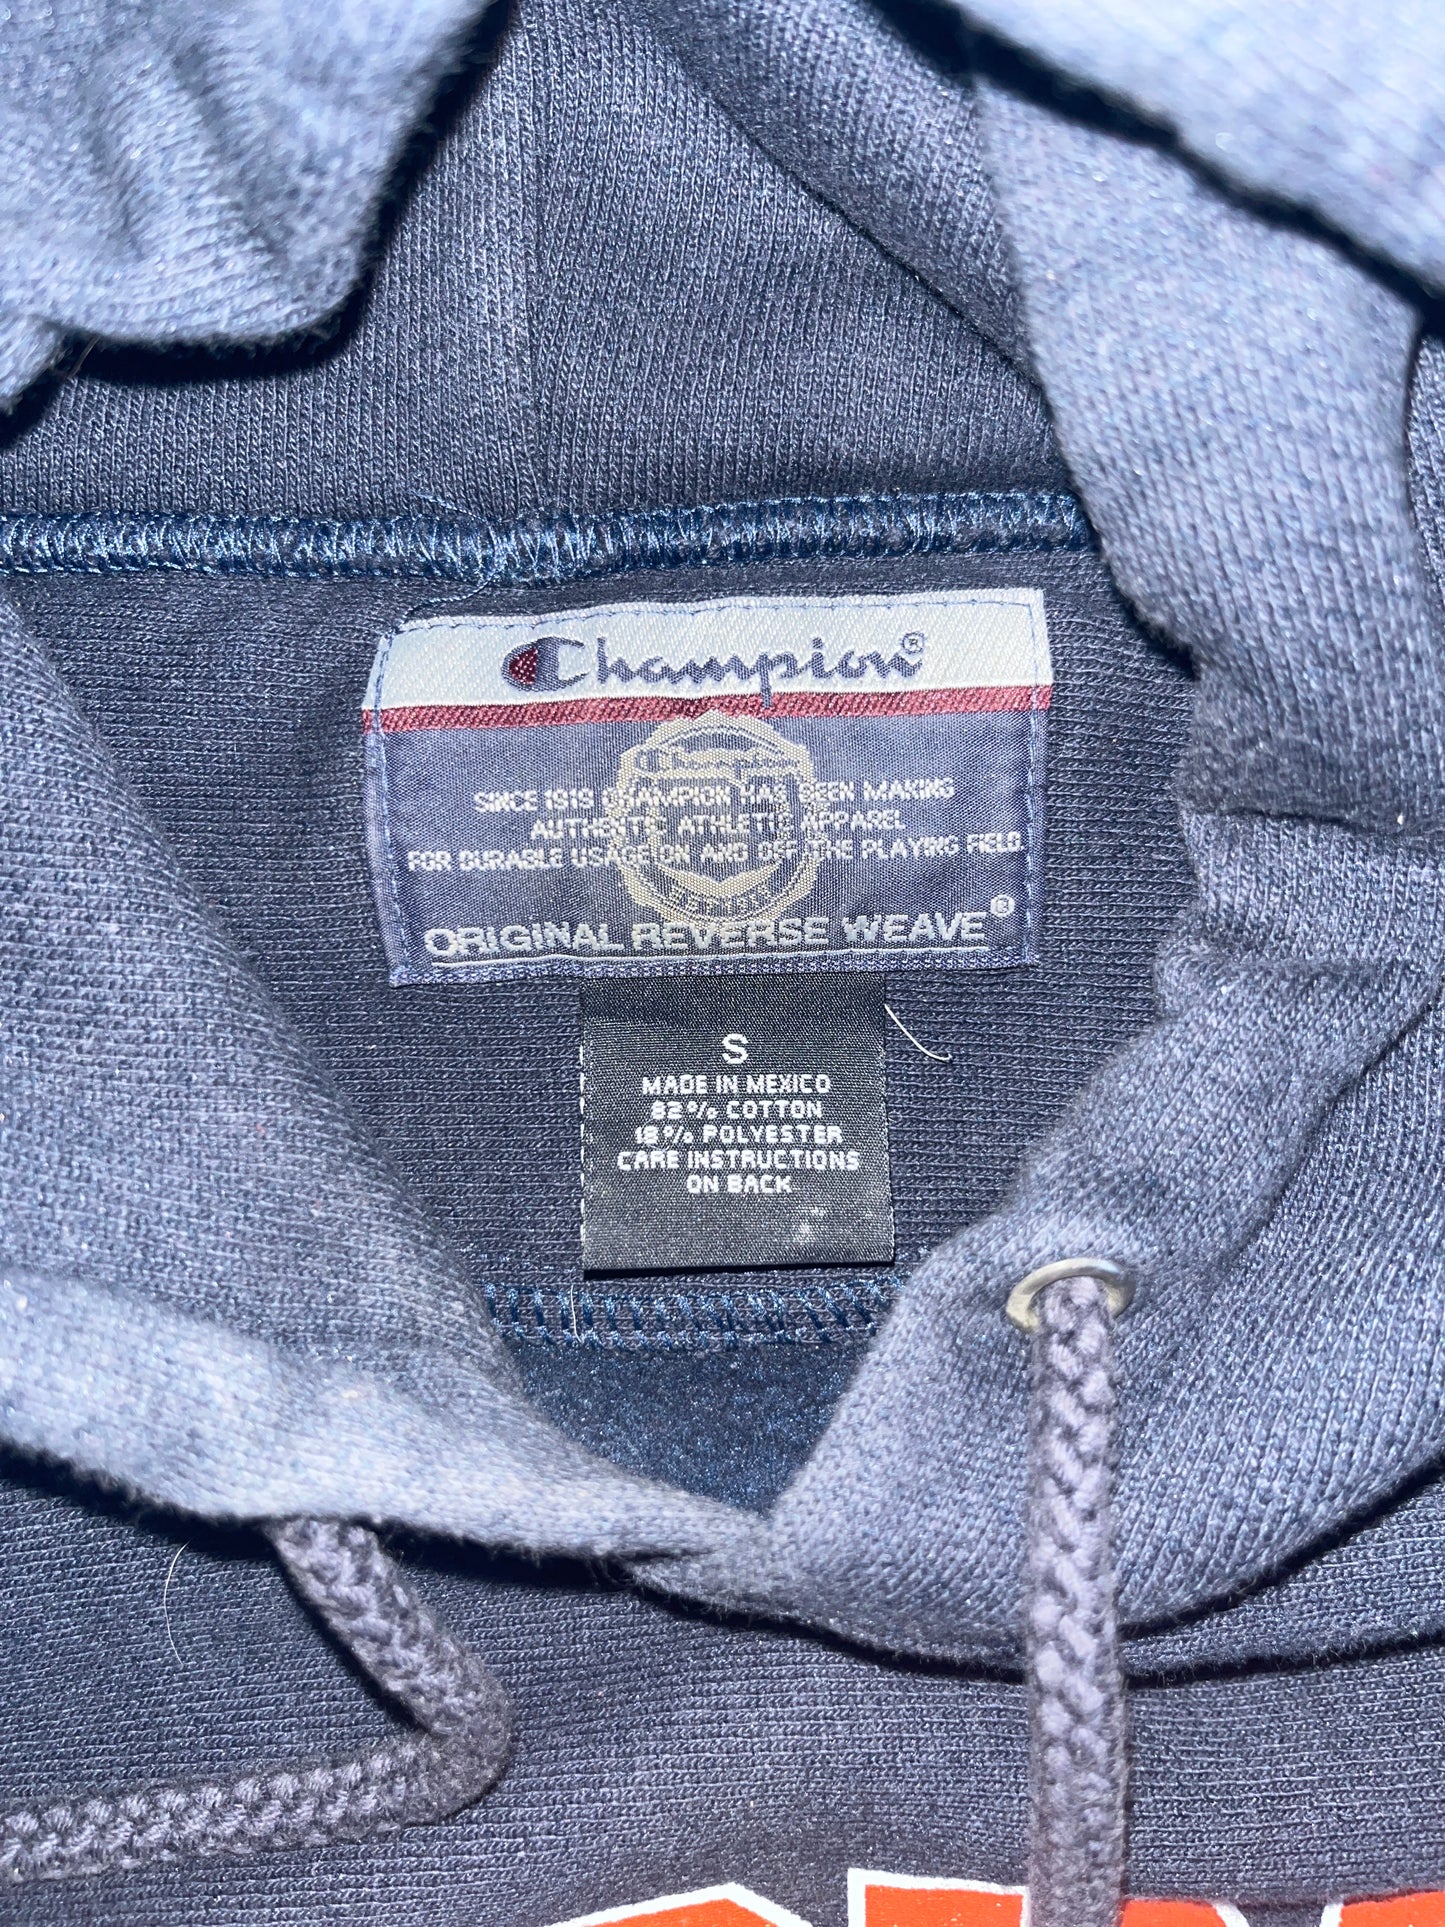 Champion®
Champion
SINCE 1919 CHAMPION HAS BEEN MAKING
AUTHENTIC ATHLETIC APPAREL
FOR DURABLE USAGE ON AND OFF THE PLAYING FIELD.
ORIGINAL REVERSE WEAVE®
S
MADE IN MEXICO
82% COTTON
18% POLYESTER
CARE INSTRUCTIONS
ON BACK